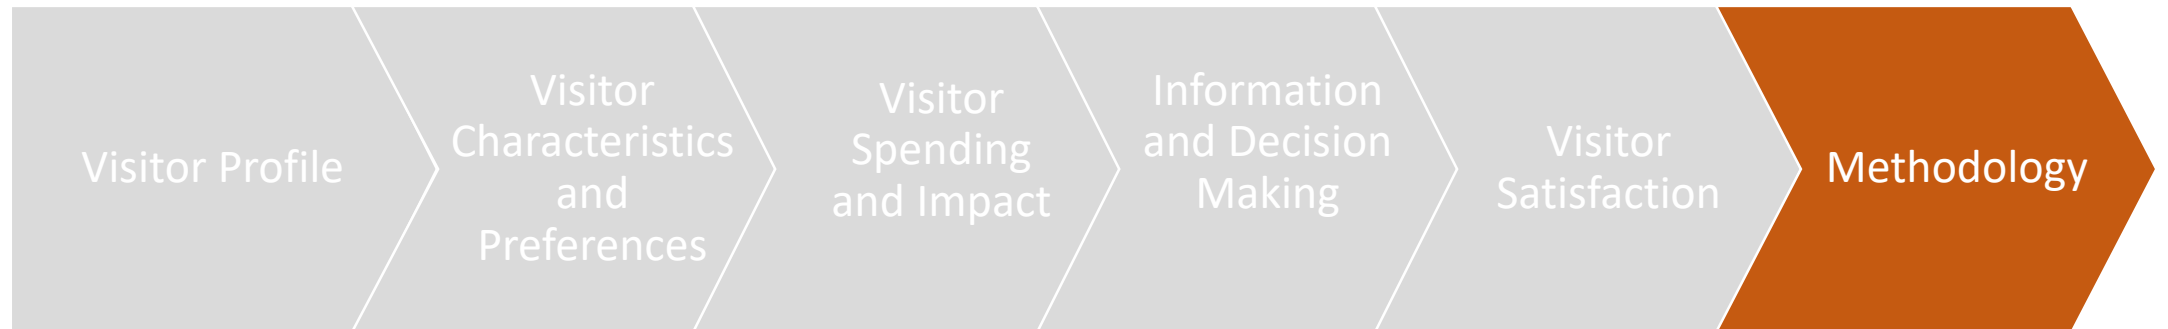 Visitor Profile
Visitor
Characteristics
and
Preferences
Visitor
Spending
and Impact
Information
and Decision
Making
Visitor
Satisfaction
Methodology